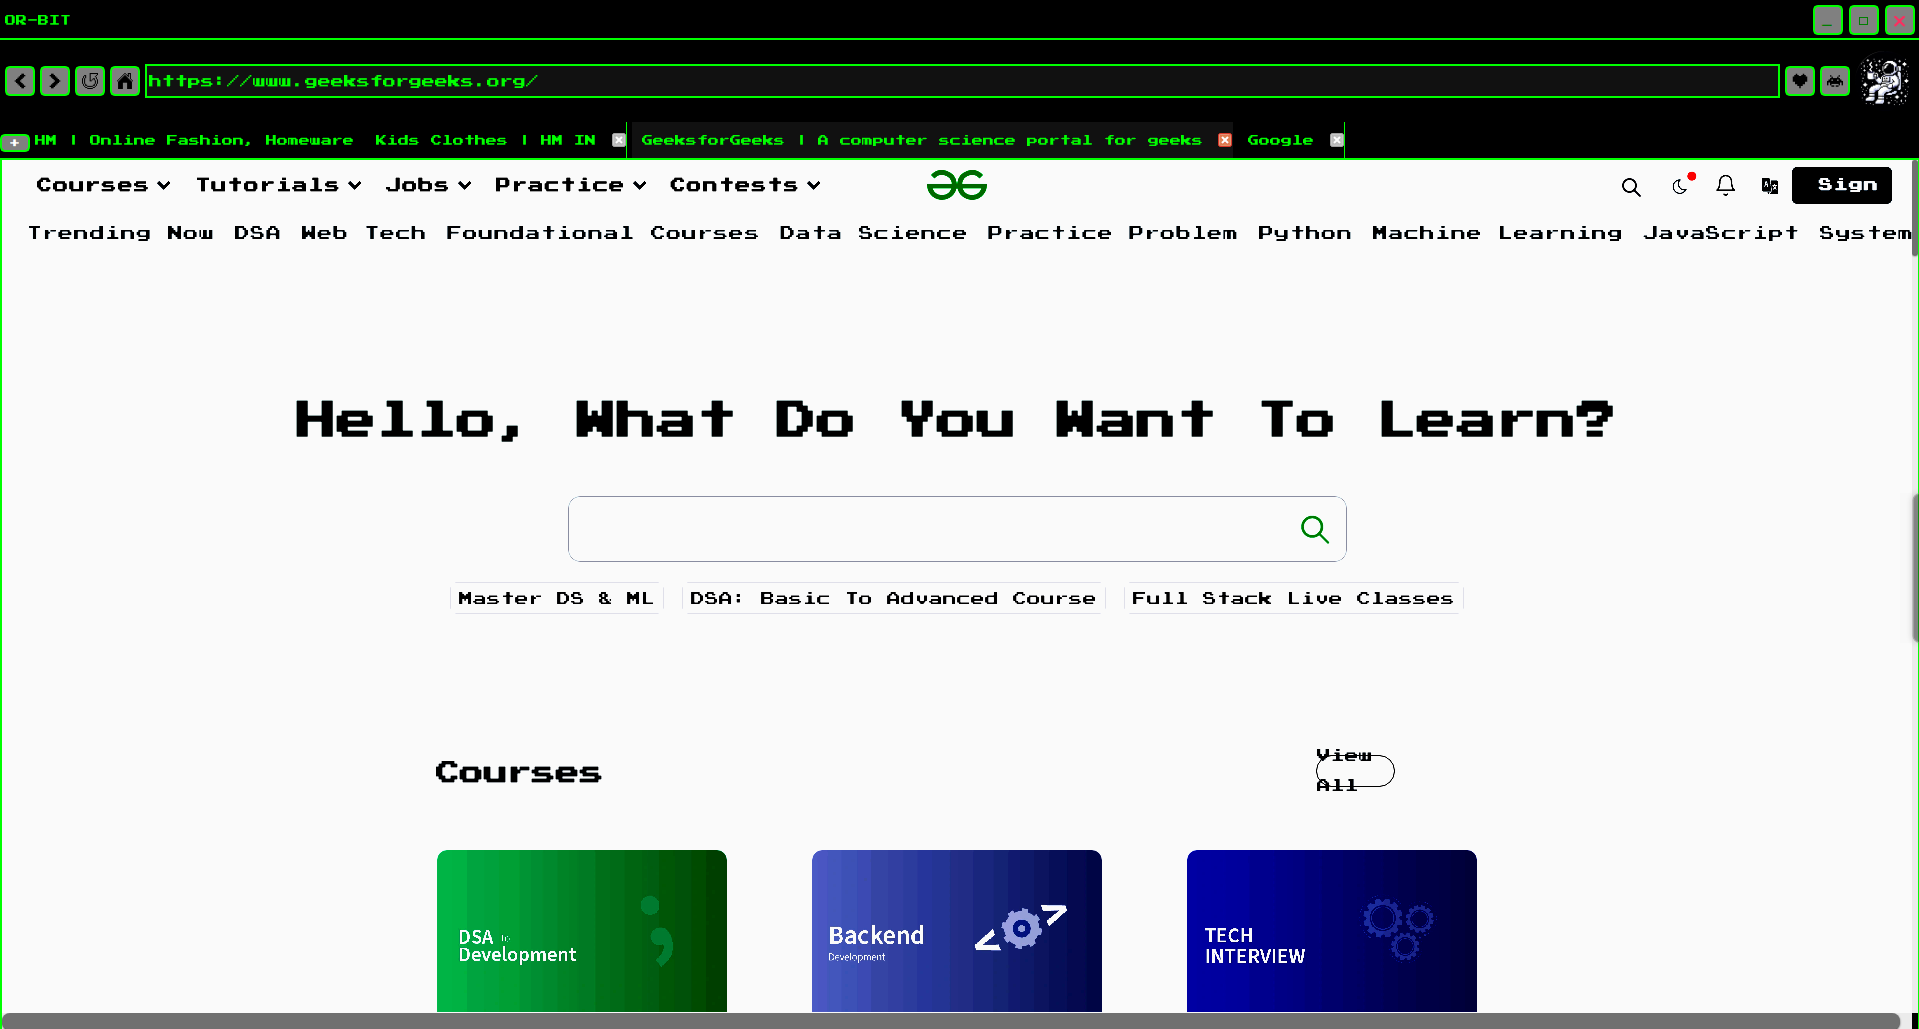 OR-BIT
https://www.geeksforgeeks.org/
HM | Online Fashion, Homeware  Kids Clothes | HM IN
GeeksforGeeks | A computer science portal for geeks
Google
Courses Tutorials Jobs Practice Contests Sign
Trending Now DSA Web Tech Foundational Courses Data Science Practice Problem Python Machine Learning JavaScript System
Hello, What Do You Want To Learn?
Master DS & ML
DSA: Basic To Advanced Course
Full Stack Live Classes
Courses
View
All
DSA to
Development
Backend
Development
TECH
INTERVIEW